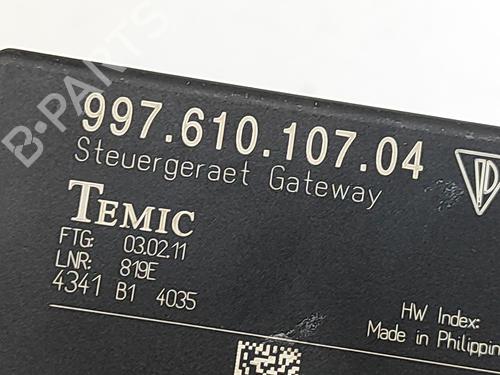 B-PARTS
997.610.107.04
Steuergeraet Gateway
TEMIC
FTG: 03.02.11
LNR: 819E
4341 B1 4035
HW Index:
Made in Philippin